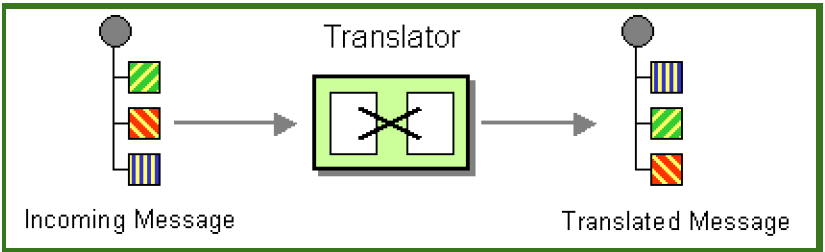 Translator
Incoming Message
Translated Message